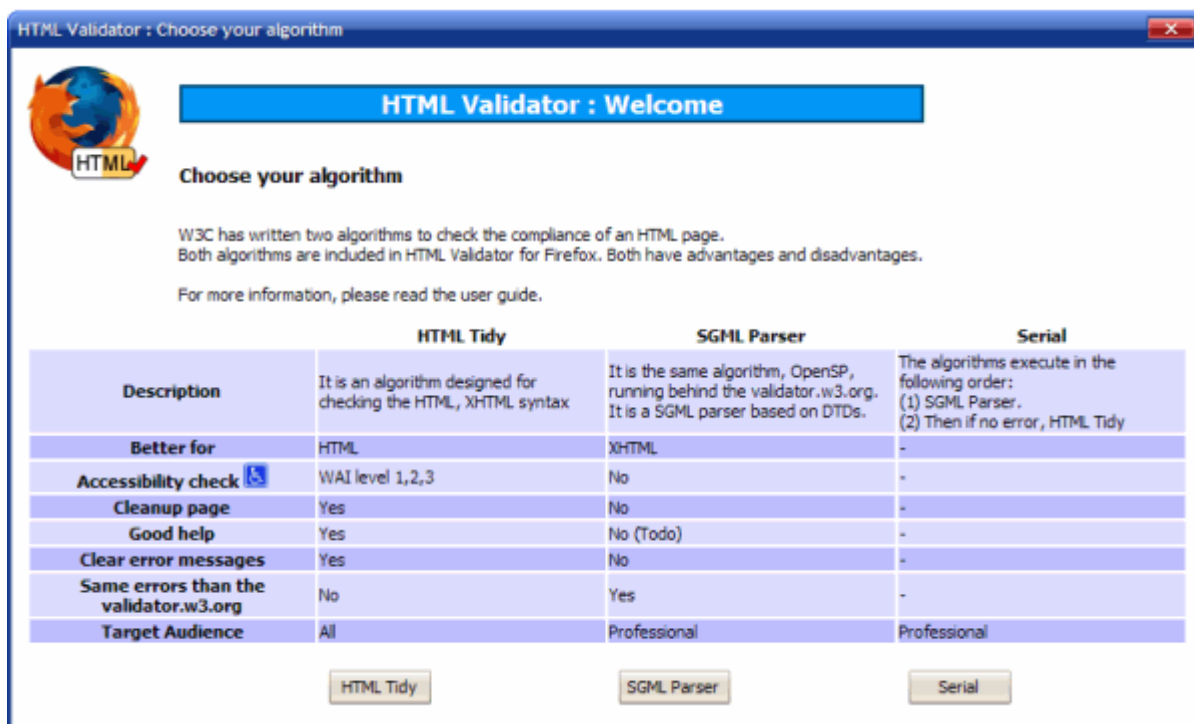 HTML Validator : Choose your algorithm
HTML Validator : Welcome
HTML
Choose your algorithm
W3C has written two algorithms to check the compliance of an HTML page.
Both algorithms are included in HTML Validator for Firefox. Both have advantages and disadvantages.
For more information, please read the user guide.
HTML Tidy SGML Parser Serial
Description
It is an algorithm designed for
checking the HTML, XHTML syntax
It is the same algorithm, OpenSP,
running behind the validator.w3.org.
It is a SGML parser based on DTDs.
The algorithms execute in the
following order:
(1) SGML Parser.
(2) Then if no error, HTML Tidy
Better for HTML XHTML -
Accessibility check WAI level 1,2,3 No -
Cleanup page Yes No -
Good help Yes No (Todo) -
Clear error messages Yes No -
Same errors than the
validator.w3.org
No Yes -
Target Audience All Professional Professional
HTML Tidy SGML Parser Serial